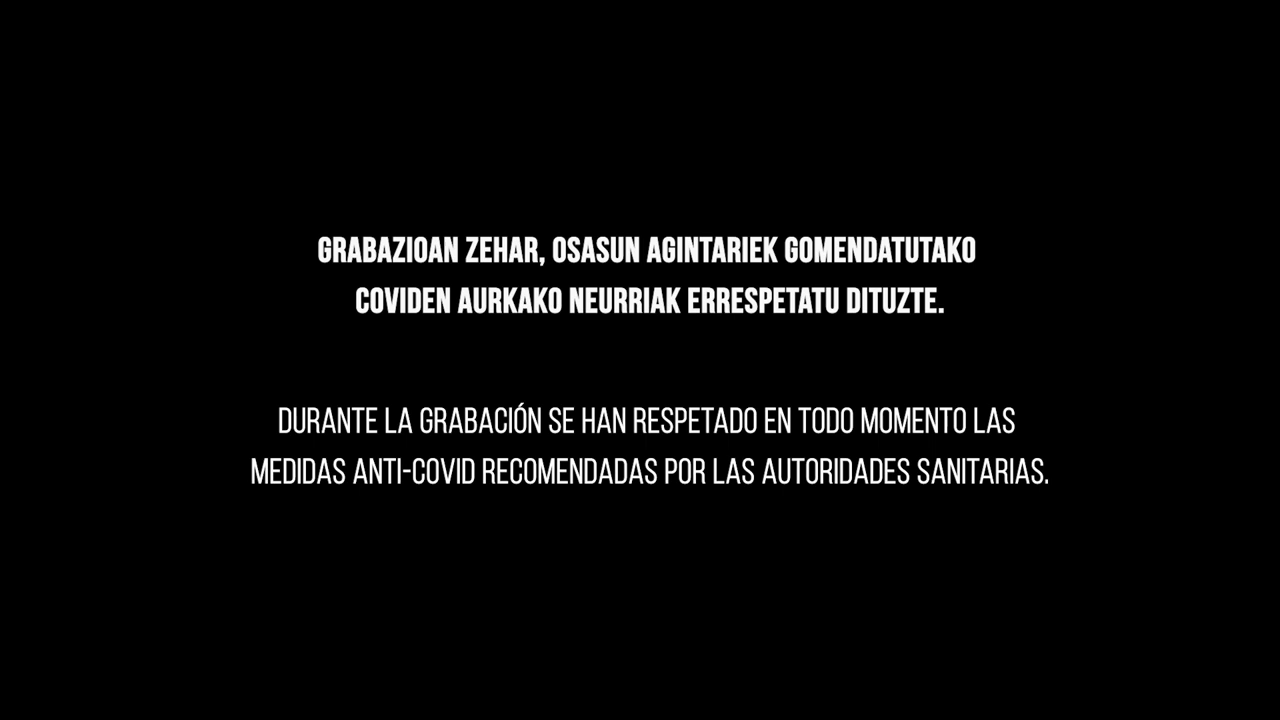 GRABAZIOAN ZEHAR, OSASUN AGINTARIEK GOMENDATUTAKO
COVIDEN AURKAKO NEURRIAK ERRESPETATU DITUZTE.
DURANTE LA GRABACIÓN SE HAN RESPETADO EN TODO MOMENTO LAS
MEDIDAS ANTI-COVID RECOMENDADAS POR LAS AUTORIDADES SANITARIAS.